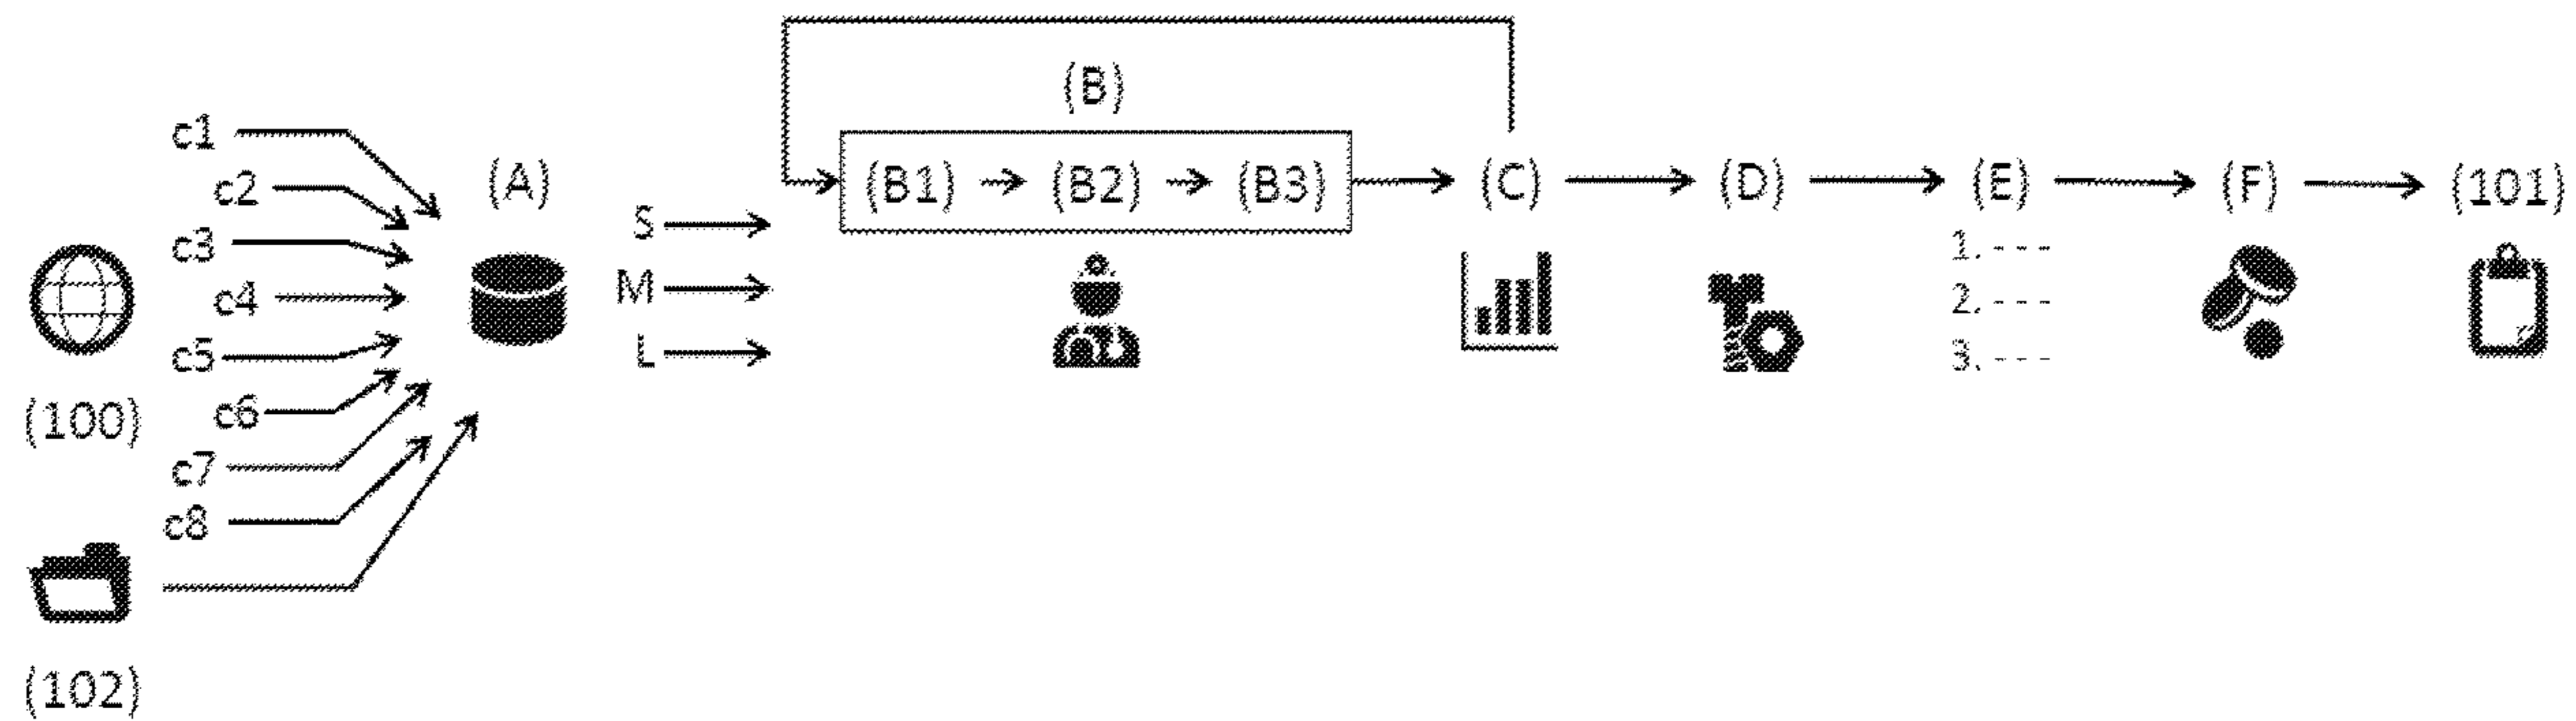 (B)
c1
c2
(A)
(B1)
(B2)
(B3)
(C)
(D)
(E)
(F)
(101)
c3
S
1. - - -
c4
M
2. - - -
c5
L
3. - - -
(100)
c6
c7
c8
(102)